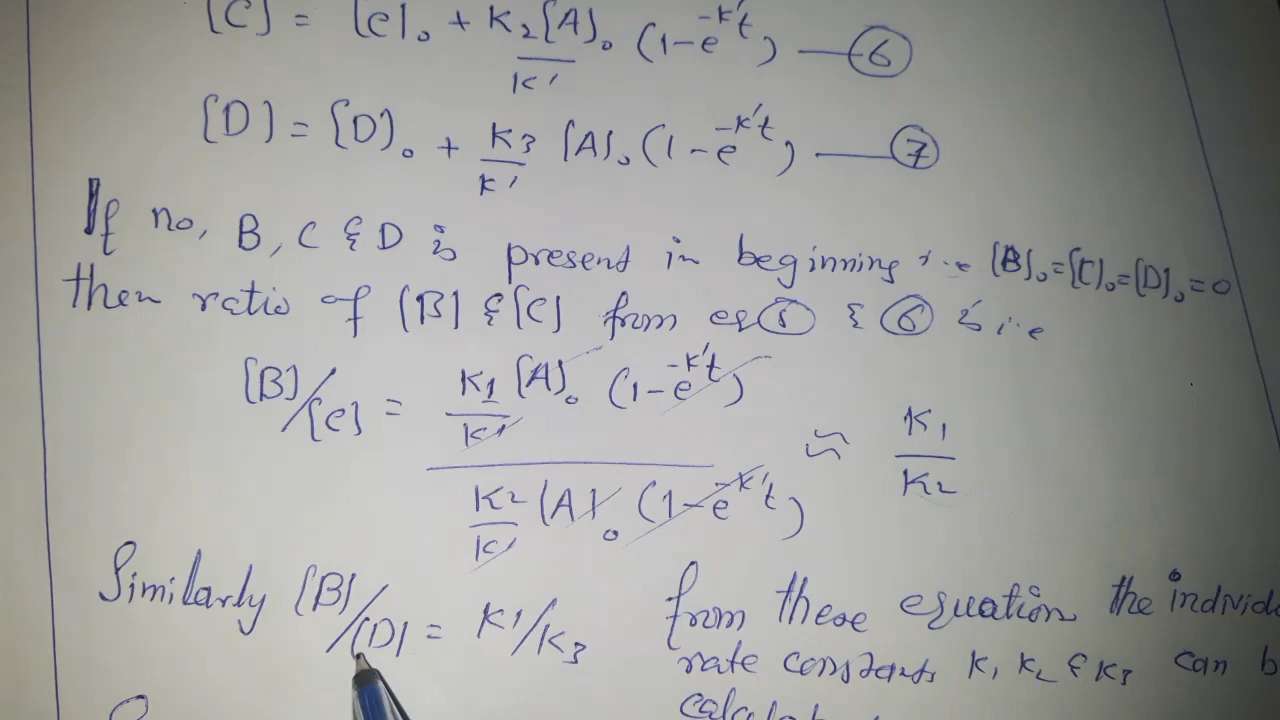 [C] = [C]₀ + K₂[A]₀/K' (1-e^-K't) — ⑥
[D] = [D]₀ + K₃/K' [A]₀ (1-e^-K't) — ⑦
If no, B, C & D is present in beginning i.e [B]₀=[C]₀=[D]₀=0
then ratio of [B] & [C] from eq ⑤ & ⑥ is i.e
[B]/[C] = K₁/K' [A]₀ (1-e^-K't) / K₂/K' [A]₀ (1-e^-K't) ≈ K₁/K₂
Similarly [B]/[D] = K1/K₃
from these equation the individ
rate constants K₁ K₂ & K₃ can b